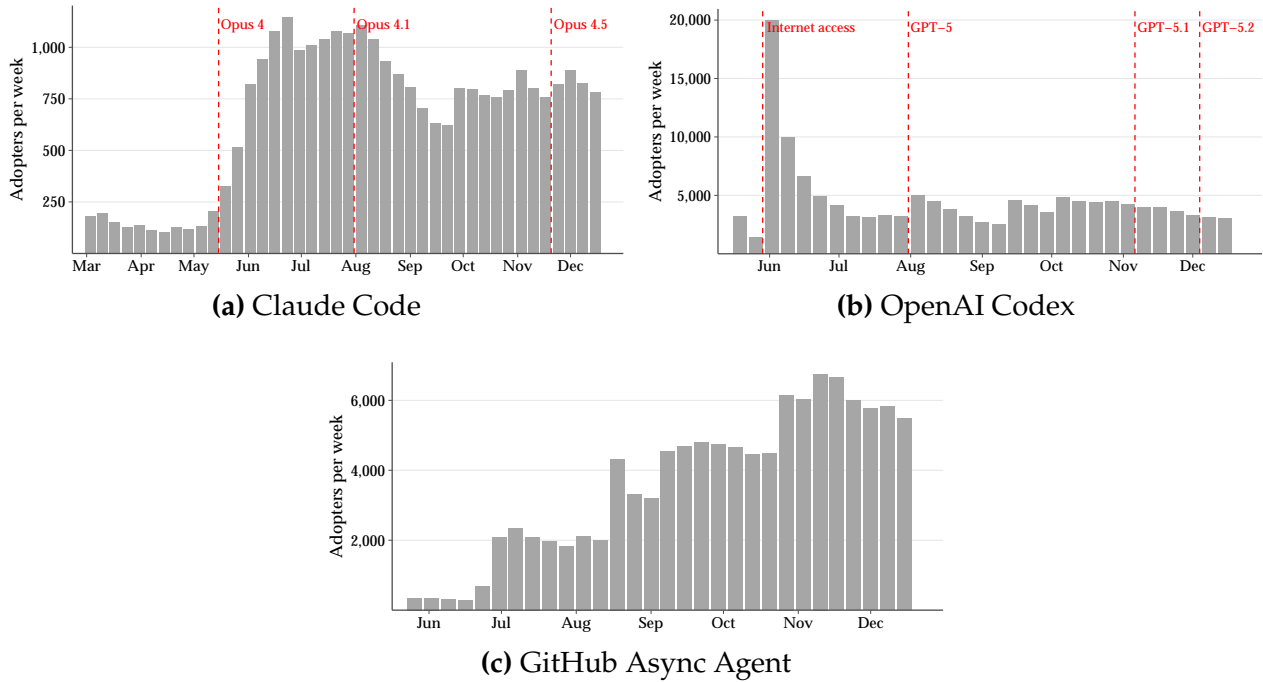 Adopters per week
1,000
750
500
250
Opus 4
Opus 4.1
Opus 4.5
Mar Apr May Jun Jul Aug Sep Oct Nov Dec
(a) Claude Code
Adopters per week
20,000
15,000
10,000
5,000
Internet access
GPT−5
GPT−5.1
GPT−5.2
Jun Jul Aug Sep Oct Nov Dec
(b) OpenAI Codex
Adopters per week
6,000
4,000
2,000
Jun Jul Aug Sep Oct Nov Dec
(c) GitHub Async Agent